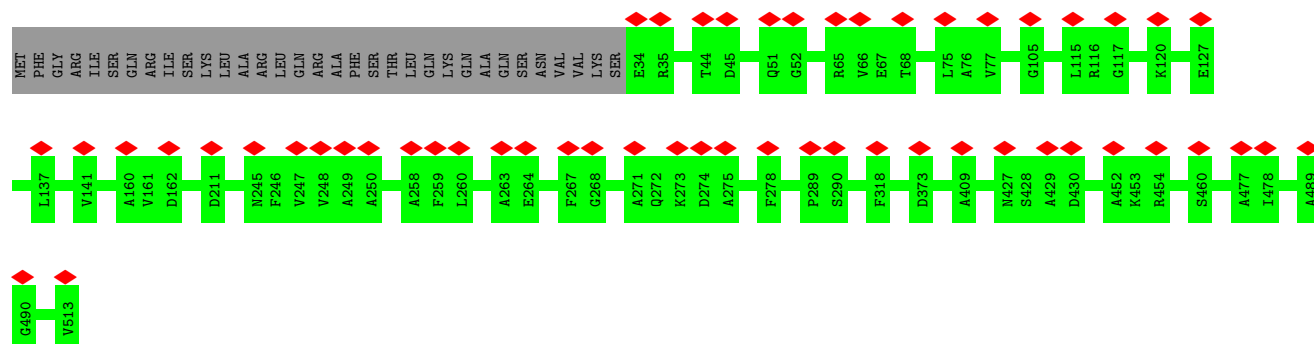 MET PHE GLY ARG ILE SER GLN ARG ILE SER LYS LEU ALA ARG LEU GLN ARG ALA PHE SER THR LEU GLN LYS GLN ALA GLN SER ASN VAL VAL LYS SER E34 R35 T44 D45 Q51 G52 R65 V66 E67 T68 L75 A76 V77 G105 L115 R116 G117 K120 E127
L137 V141 A160 V161 D162 D211 N245 F246 V247 V248 A249 A250 A258 F259 L260 A263 E264 F267 G268 A271 Q272 K273 D274 A275 F278 P289 S290 F318 D373 A409 N427 S428 A429 D430 A452 K453 R454 S460 A477 I478 A489
G490 V513